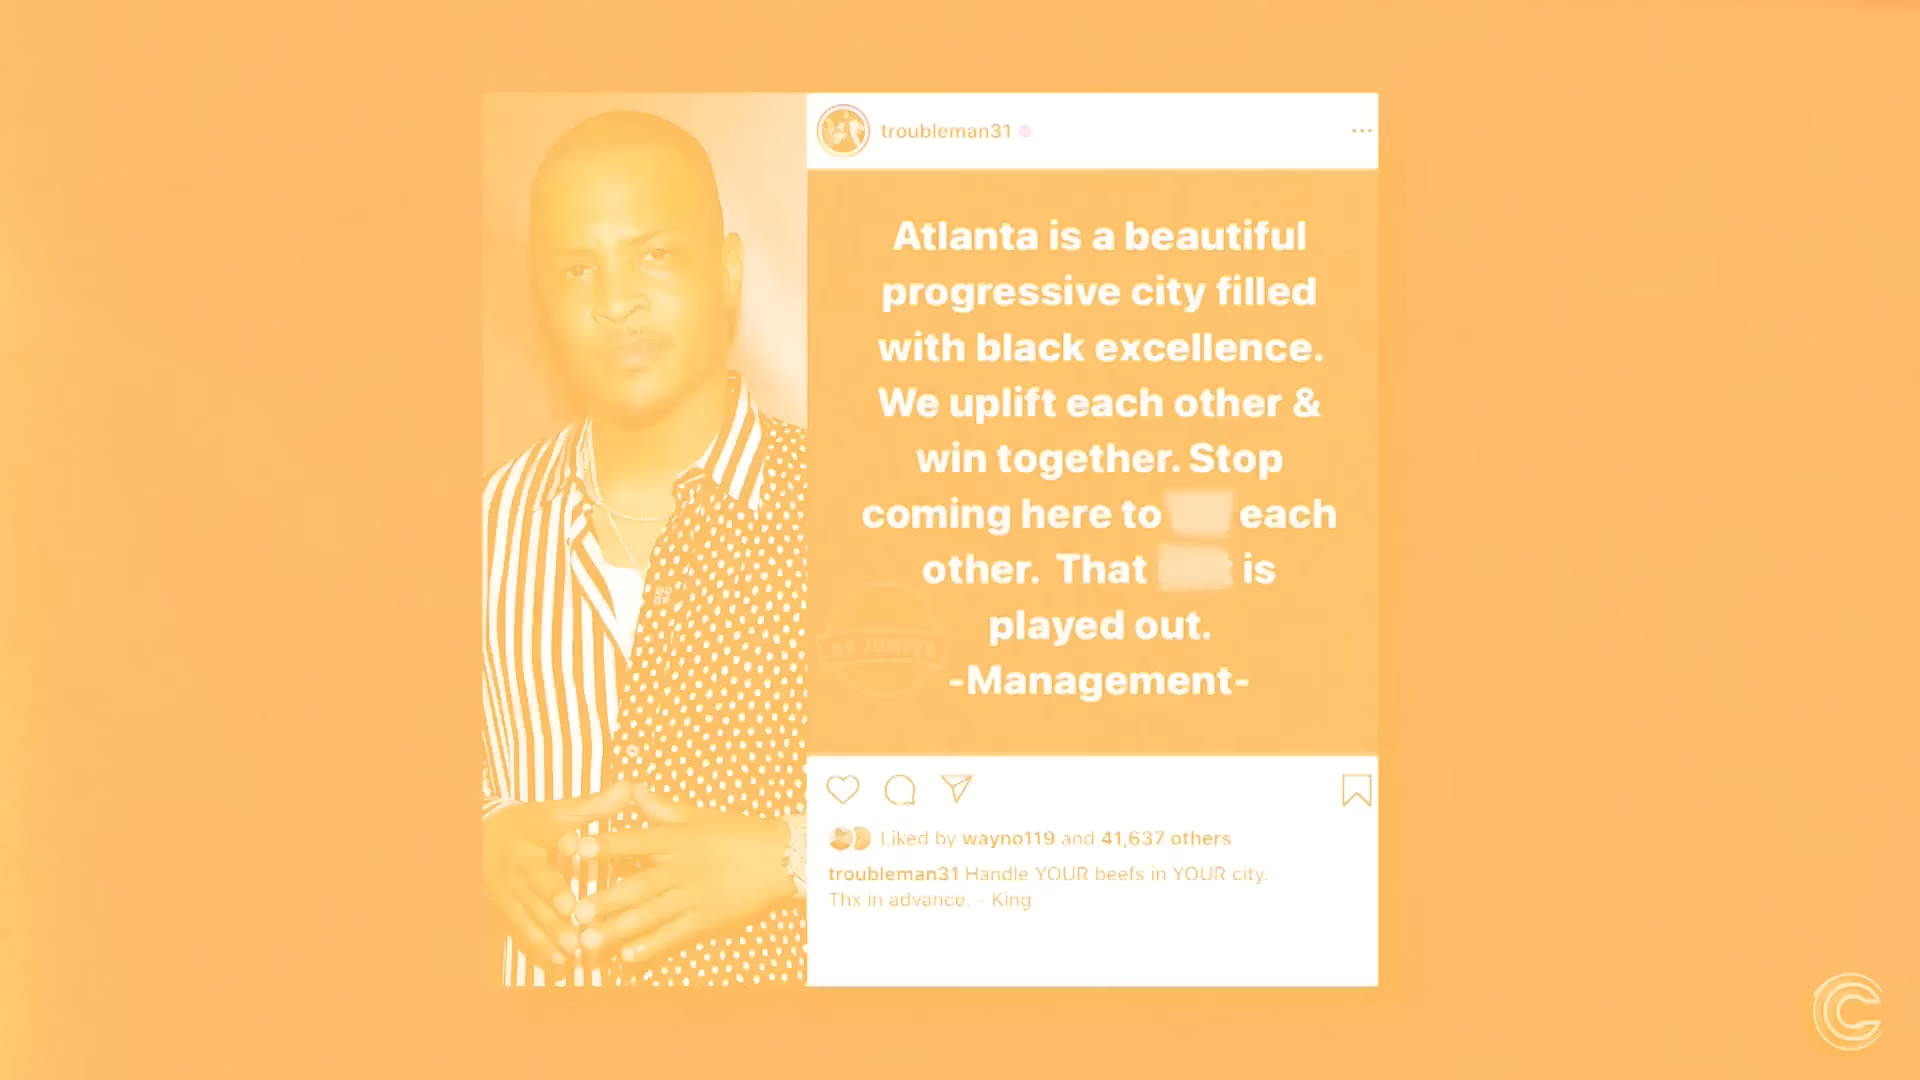 troubleman31
Atlanta is a beautiful
progressive city filled
with black excellence.
We uplift each other &
win together. Stop
coming here to each
other. That is
played out.
-Management-
NO JUMPER
Liked by wayno119 and 41,637 others
troubleman31 Handle YOUR beefs in YOUR city.
Thx in advance. - King